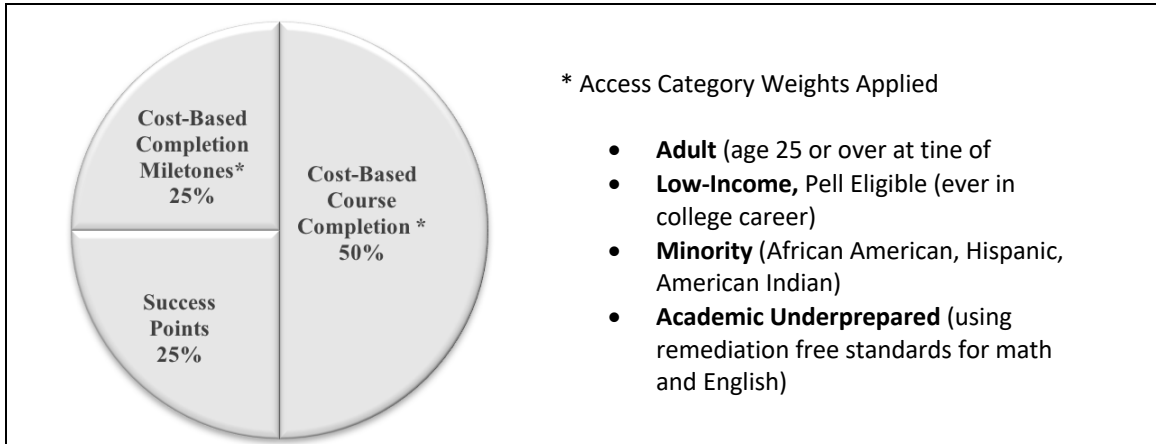 Cost-Based
Completion
Miletones*
25%
Cost-Based
Course
Completion *
50%
Success
Points
25%
* Access Category Weights Applied
• Adult (age 25 or over at tine of
• Low-Income, Pell Eligible (ever in
college career)
• Minority (African American, Hispanic,
American Indian)
• Academic Underprepared (using
remediation free standards for math
and English)